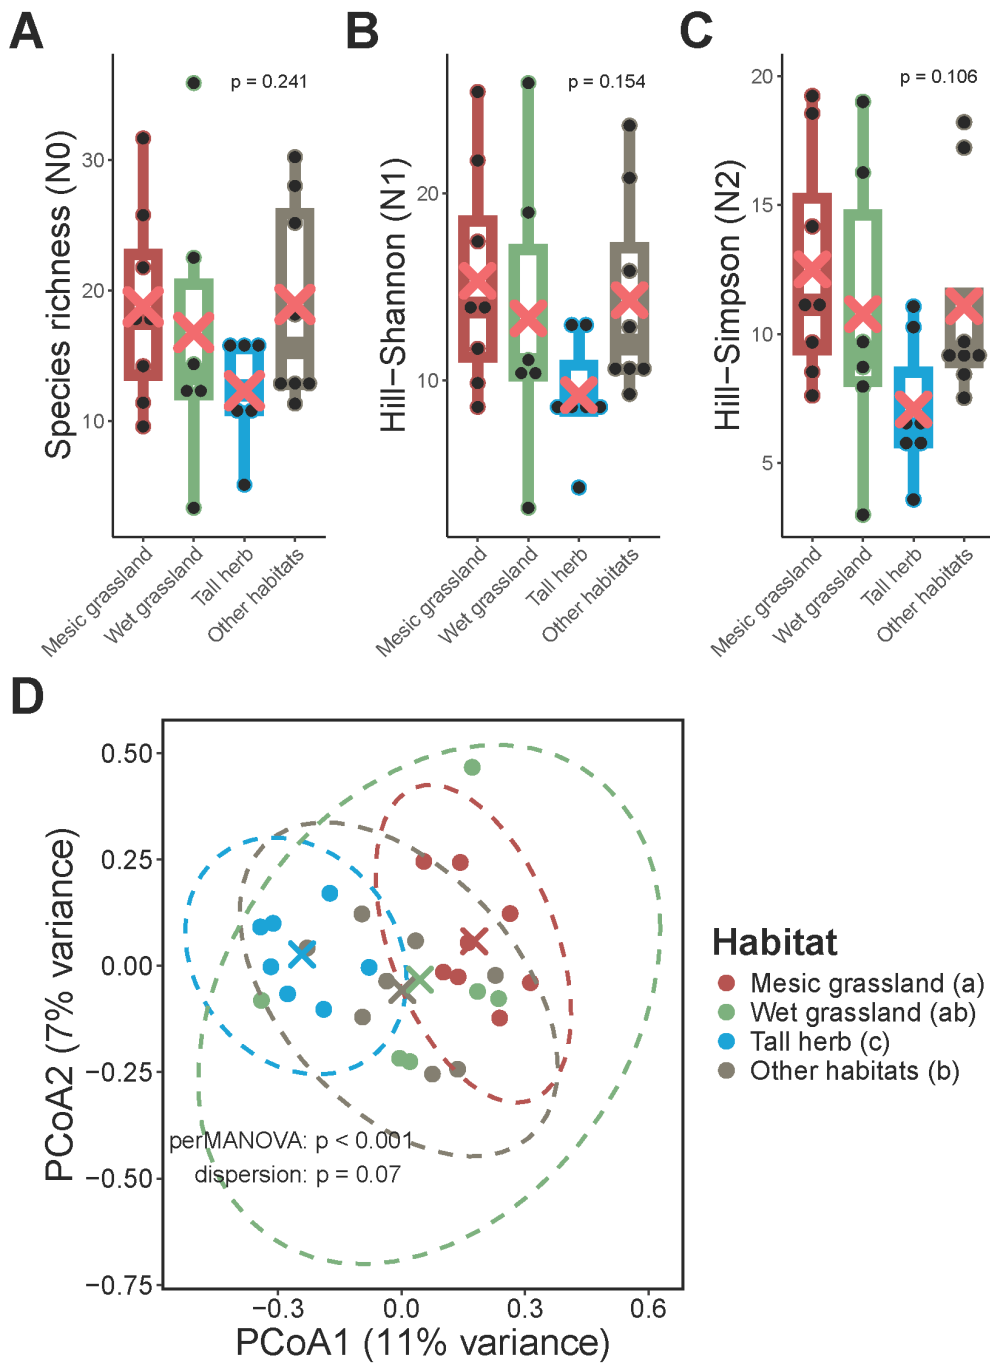 A
B
C
Species richness (N0)
30
20
10
p = 0.241
Mesic grassland
Wet grassland
Tall herb
Other habitats
Hill−Shannon (N1)
20
10
p = 0.154
Mesic grassland
Wet grassland
Tall herb
Other habitats
Hill−Simpson (N2)
20
15
10
5
p = 0.106
Mesic grassland
Wet grassland
Tall herb
Other habitats
D
PCoA2 (7% variance)
0.50
0.25
0.00
−0.25
−0.50
−0.75
perMANOVA: p < 0.001
dispersion: p = 0.07
−0.3
0.0
0.3
0.6
PCoA1 (11% variance)
Habitat
Mesic grassland (a)
Wet grassland (ab)
Tall herb (c)
Other habitats (b)